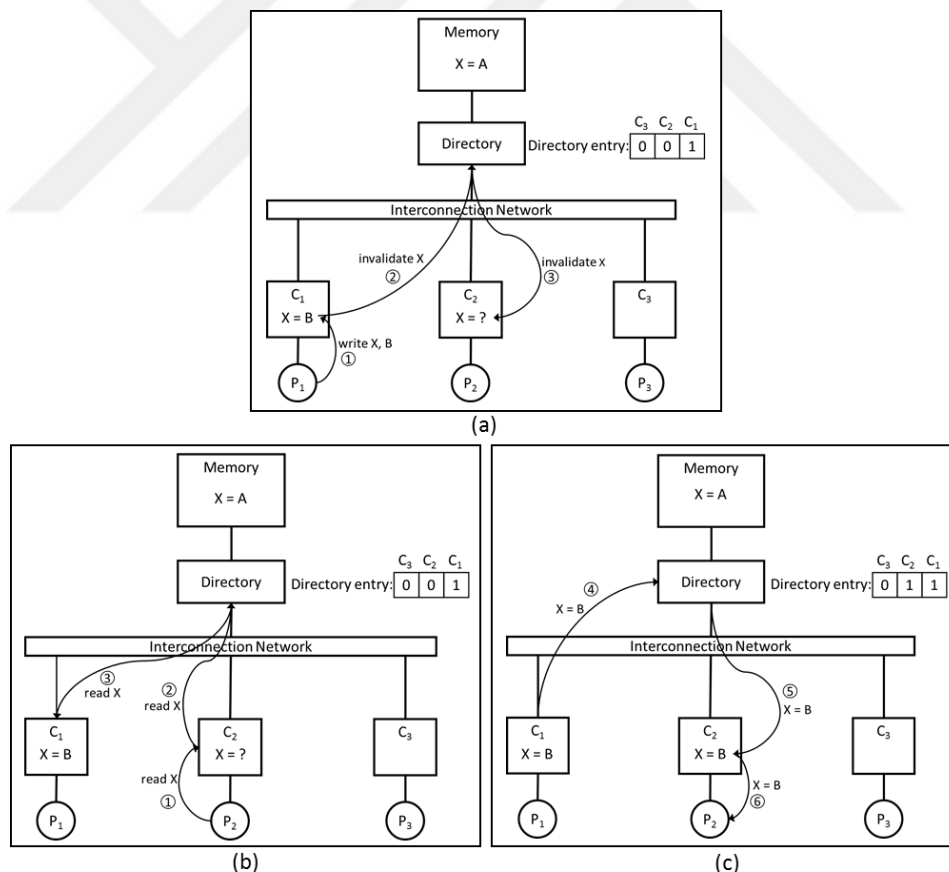 Memory
X = A
C3 C2 C1
Directory
Directory entry: 0 0 1
Interconnection Network
invalidate X
②
invalidate X
③
C1
X = B
C2
X = ?
C3
write X, B
①
P1
P2
P3
(a)
Memory
X = A
C3 C2 C1
Directory
Directory entry: 0 0 1
Interconnection Network
③
read X
②
read X
C1
X = B
C2
X = ?
C3
read X
①
P1
P2
P3
(b)
Memory
X = A
C3 C2 C1
④
X = B
Directory
Directory entry: 0 1 1
Interconnection Network
⑤
X = B
C1
X = B
C2
X = B
C3
X = B
⑥
P1
P2
P3
(c)